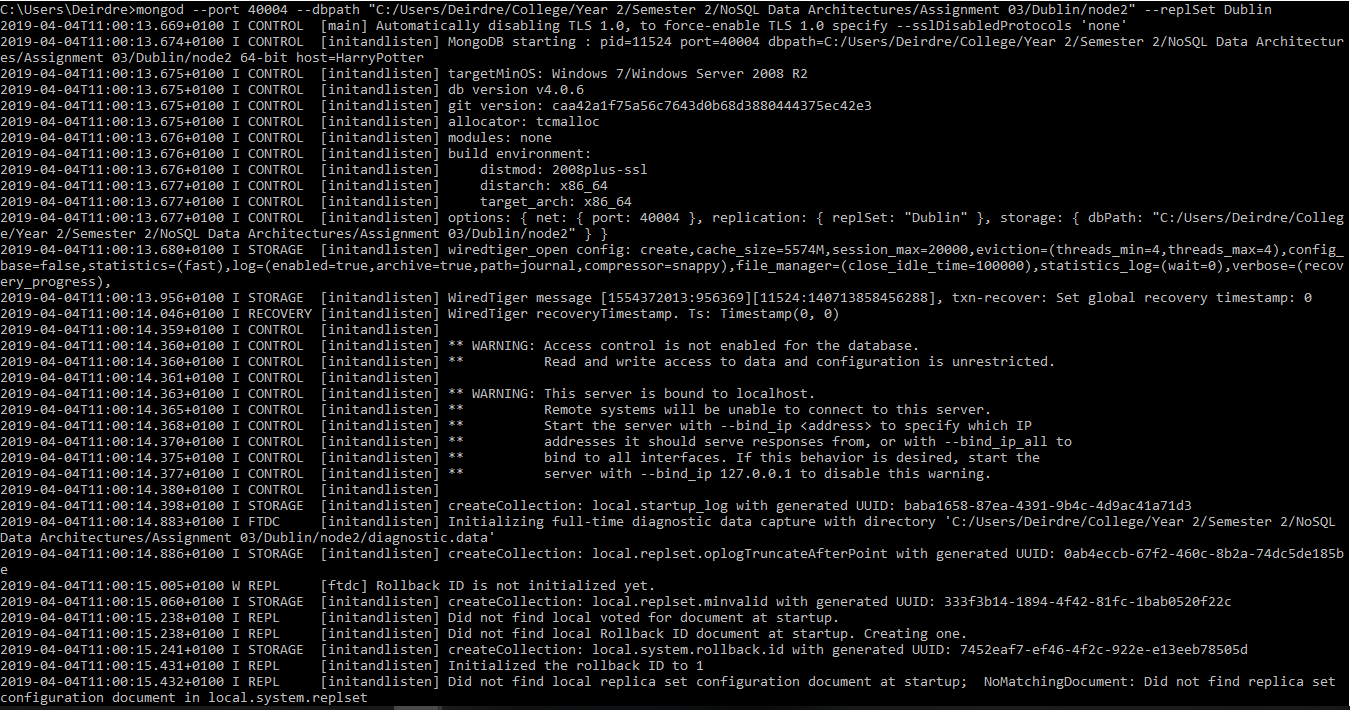 C:\Users\Deirdre>mongod --port 40004 --dbpath "C:/Users/Deirdre/College/Year 2/Semester 2/NoSQL Data Architectures/Assignment 03/Dublin/node2" --replSet Dublin
2019-04-04T11:00:13.669+0100 I CONTROL  [main] Automatically disabling TLS 1.0, to force-enable TLS 1.0 specify --sslDisabledProtocols 'none'
2019-04-04T11:00:13.674+0100 I CONTROL  [initandlisten] MongoDB starting : pid=11524 port=40004 dbpath=C:/Users/Deirdre/College/Year 2/Semester 2/NoSQL Data Architectur
es/Assignment 03/Dublin/node2 64-bit host=HarryPotter
2019-04-04T11:00:13.675+0100 I CONTROL  [initandlisten] targetMinOS: Windows 7/Windows Server 2008 R2
2019-04-04T11:00:13.675+0100 I CONTROL  [initandlisten] db version v4.0.6
2019-04-04T11:00:13.675+0100 I CONTROL  [initandlisten] git version: caa42a1f75a56c7643d0b68d3880444375ec42e3
2019-04-04T11:00:13.675+0100 I CONTROL  [initandlisten] allocator: tcmalloc
2019-04-04T11:00:13.676+0100 I CONTROL  [initandlisten] modules: none
2019-04-04T11:00:13.676+0100 I CONTROL  [initandlisten] build environment:
2019-04-04T11:00:13.676+0100 I CONTROL  [initandlisten]     distmod: 2008plus-ssl
2019-04-04T11:00:13.677+0100 I CONTROL  [initandlisten]     distarch: x86_64
2019-04-04T11:00:13.677+0100 I CONTROL  [initandlisten]     target_arch: x86_64
2019-04-04T11:00:13.677+0100 I CONTROL  [initandlisten] options: { net: { port: 40004 }, replication: { replSet: "Dublin" }, storage: { dbPath: "C:/Users/Deirdre/Colleg
e/Year 2/Semester 2/NoSQL Data Architectures/Assignment 03/Dublin/node2" } }
2019-04-04T11:00:13.680+0100 I STORAGE  [initandlisten] wiredtiger_open config: create,cache_size=5574M,session_max=20000,eviction=(threads_min=4,threads_max=4),config_
base=false,statistics=(fast),log=(enabled=true,archive=true,path=journal,compressor=snappy),file_manager=(close_idle_time=100000),statistics_log=(wait=0),verbose=(recov
ery_progress),
2019-04-04T11:00:13.956+0100 I STORAGE  [initandlisten] WiredTiger message [1554372013:956369][11524:140713858456288], txn-recover: Set global recovery timestamp: 0
2019-04-04T11:00:14.046+0100 I RECOVERY [initandlisten] WiredTiger recoveryTimestamp. Ts: Timestamp(0, 0)
2019-04-04T11:00:14.359+0100 I CONTROL  [initandlisten]
2019-04-04T11:00:14.360+0100 I CONTROL  [initandlisten] ** WARNING: Access control is not enabled for the database.
2019-04-04T11:00:14.360+0100 I CONTROL  [initandlisten] **          Read and write access to data and configuration is unrestricted.
2019-04-04T11:00:14.361+0100 I CONTROL  [initandlisten]
2019-04-04T11:00:14.363+0100 I CONTROL  [initandlisten] ** WARNING: This server is bound to localhost.
2019-04-04T11:00:14.365+0100 I CONTROL  [initandlisten] **          Remote systems will be unable to connect to this server.
2019-04-04T11:00:14.368+0100 I CONTROL  [initandlisten] **          Start the server with --bind_ip <address> to specify which IP
2019-04-04T11:00:14.370+0100 I CONTROL  [initandlisten] **          addresses it should serve responses from, or with --bind_ip_all to
2019-04-04T11:00:14.375+0100 I CONTROL  [initandlisten] **          bind to all interfaces. If this behavior is desired, start the
2019-04-04T11:00:14.377+0100 I CONTROL  [initandlisten] **          server with --bind_ip 127.0.0.1 to disable this warning.
2019-04-04T11:00:14.380+0100 I CONTROL  [initandlisten]
2019-04-04T11:00:14.398+0100 I STORAGE  [initandlisten] createCollection: local.startup_log with generated UUID: baba1658-87ea-4391-9b4c-4d9ac41a71d3
2019-04-04T11:00:14.883+0100 I FTDC     [initandlisten] Initializing full-time diagnostic data capture with directory 'C:/Users/Deirdre/College/Year 2/Semester 2/NoSQL
Data Architectures/Assignment 03/Dublin/node2/diagnostic.data'
2019-04-04T11:00:14.886+0100 I STORAGE  [initandlisten] createCollection: local.replset.oplogTruncateAfterPoint with generated UUID: 0ab4eccb-67f2-460c-8b2a-74dc5de185b
e
2019-04-04T11:00:15.005+0100 W REPL     [ftdc] Rollback ID is not initialized yet.
2019-04-04T11:00:15.060+0100 I STORAGE  [initandlisten] createCollection: local.replset.minvalid with generated UUID: 333f3b14-1894-4f42-81fc-1bab0520f22c
2019-04-04T11:00:15.238+0100 I REPL     [initandlisten] Did not find local voted for document at startup.
2019-04-04T11:00:15.238+0100 I REPL     [initandlisten] Did not find local Rollback ID document at startup. Creating one.
2019-04-04T11:00:15.241+0100 I STORAGE  [initandlisten] createCollection: local.system.rollback.id with generated UUID: 7452eaf7-ef46-4f2c-922e-e13eeb78505d
2019-04-04T11:00:15.431+0100 I REPL     [initandlisten] Initialized the rollback ID to 1
2019-04-04T11:00:15.432+0100 I REPL     [initandlisten] Did not find local replica set configuration document at startup;  NoMatchingDocument: Did not find replica set
configuration document in local.system.replset